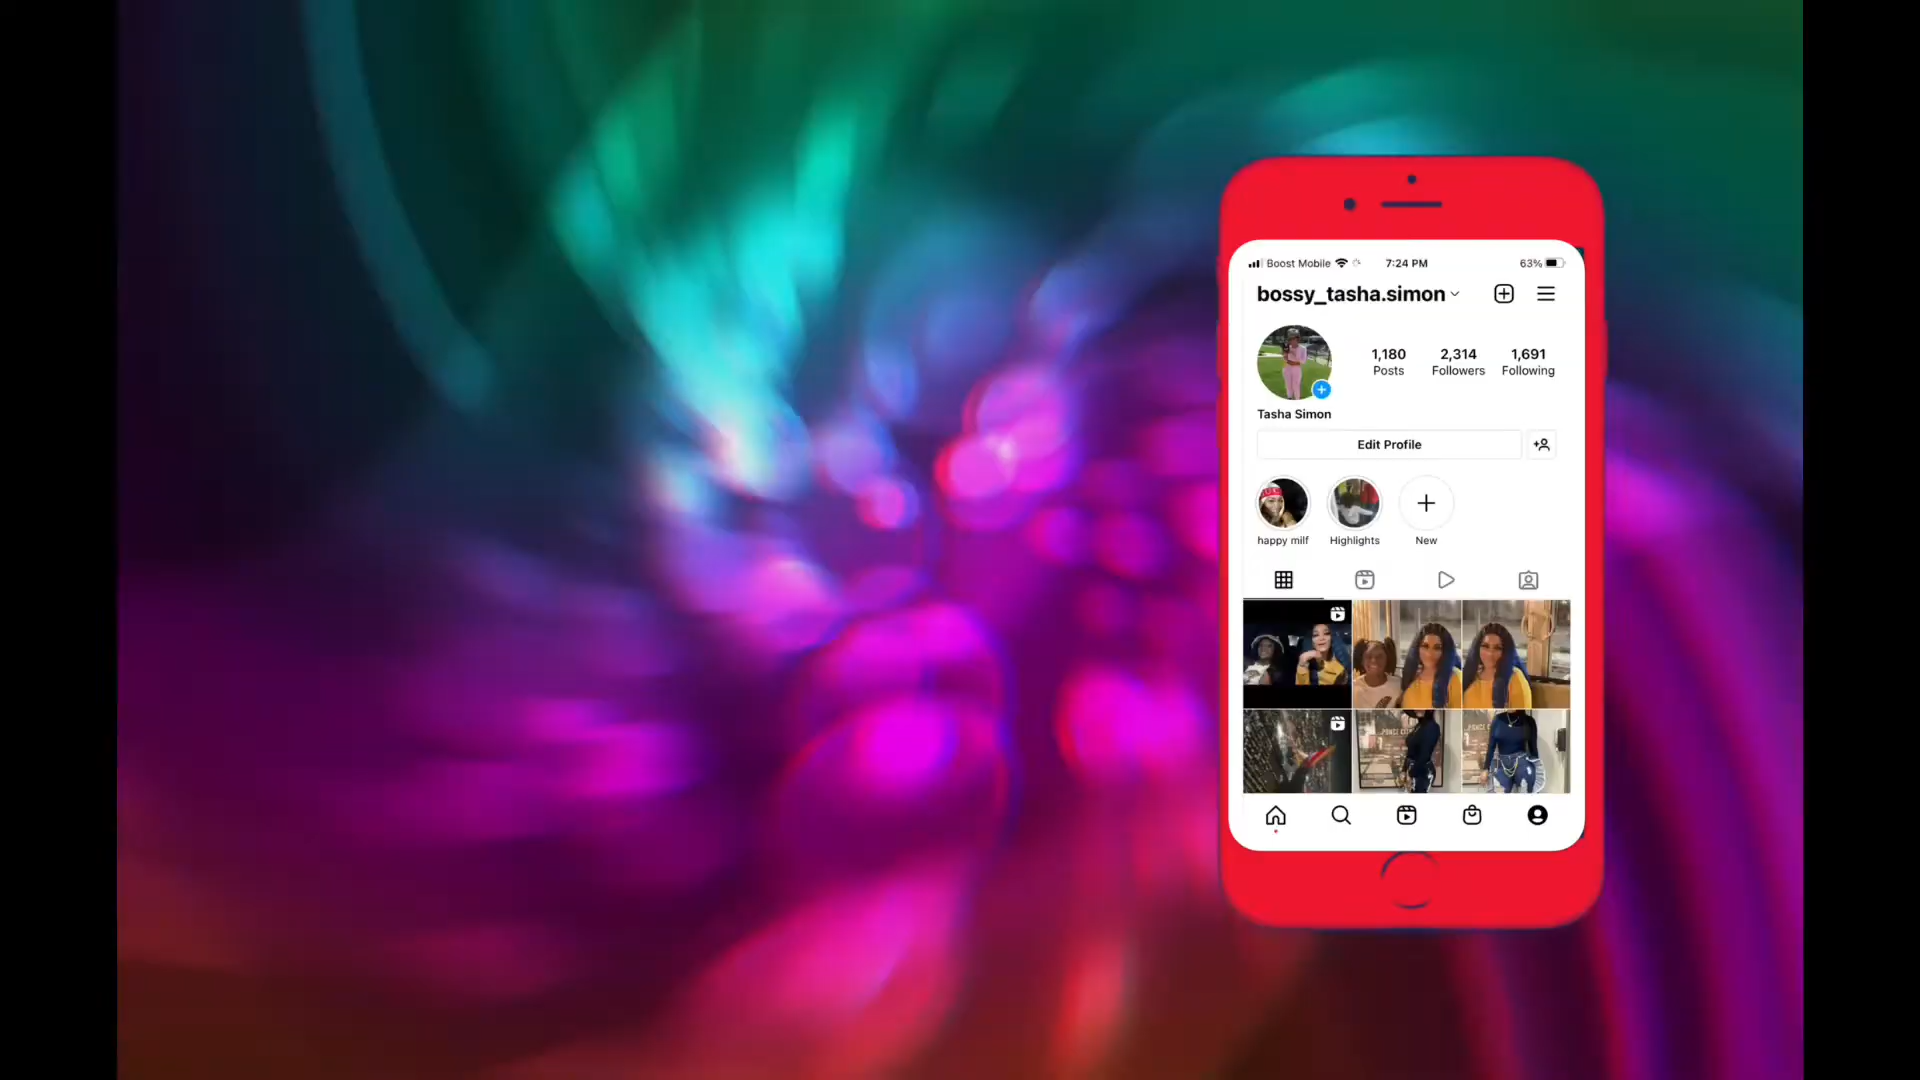 Boost Mobile 7:24 PM 63%
bossy_tasha.simon
1,180 2,314 1,691
Posts Followers Following
Tasha Simon
Edit Profile
happy milf Highlights New
PONCE